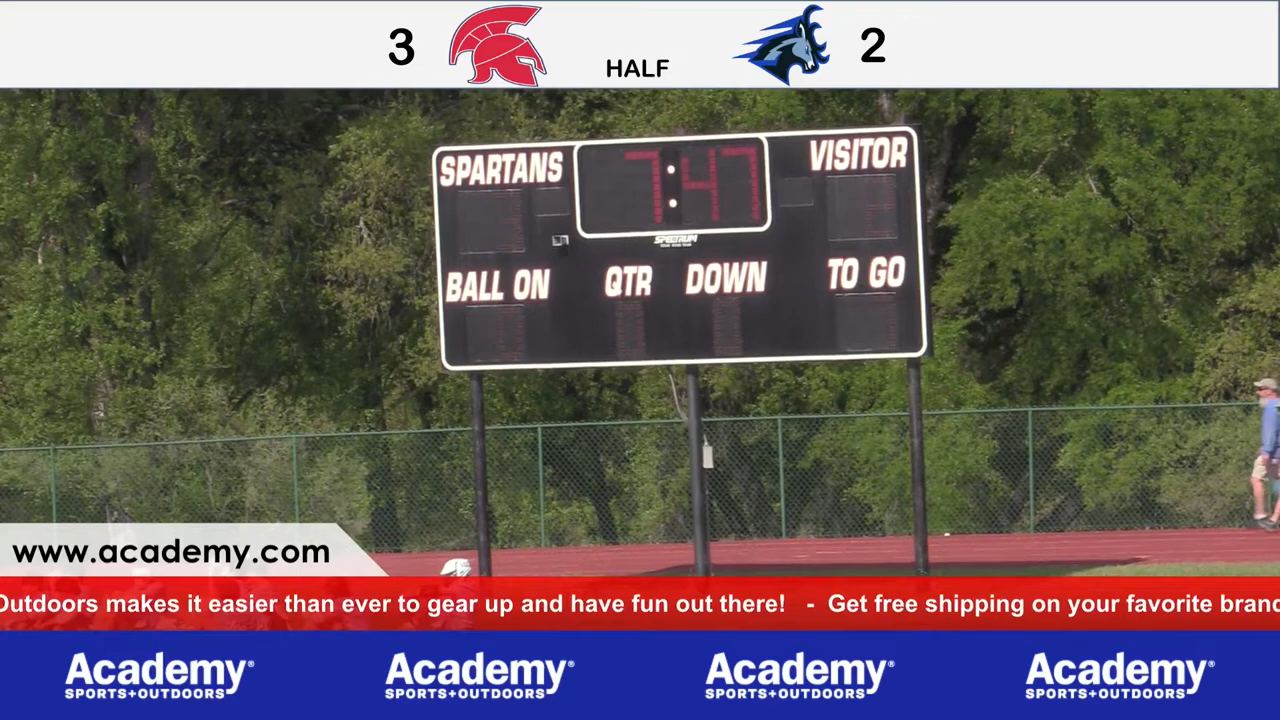 3 HALF 2
SPARTANS
7:47
VISITOR
SPECTRUM
BALL ON QTR DOWN TO GO
www.academy.com
Outdoors makes it easier than ever to gear up and have fun out there! - Get free shipping on your favorite brand
Academy Academy Academy Academy
SPORTS+OUTDOORS SPORTS+OUTDOORS SPORTS+OUTDOORS SPORTS+OUTDOORS